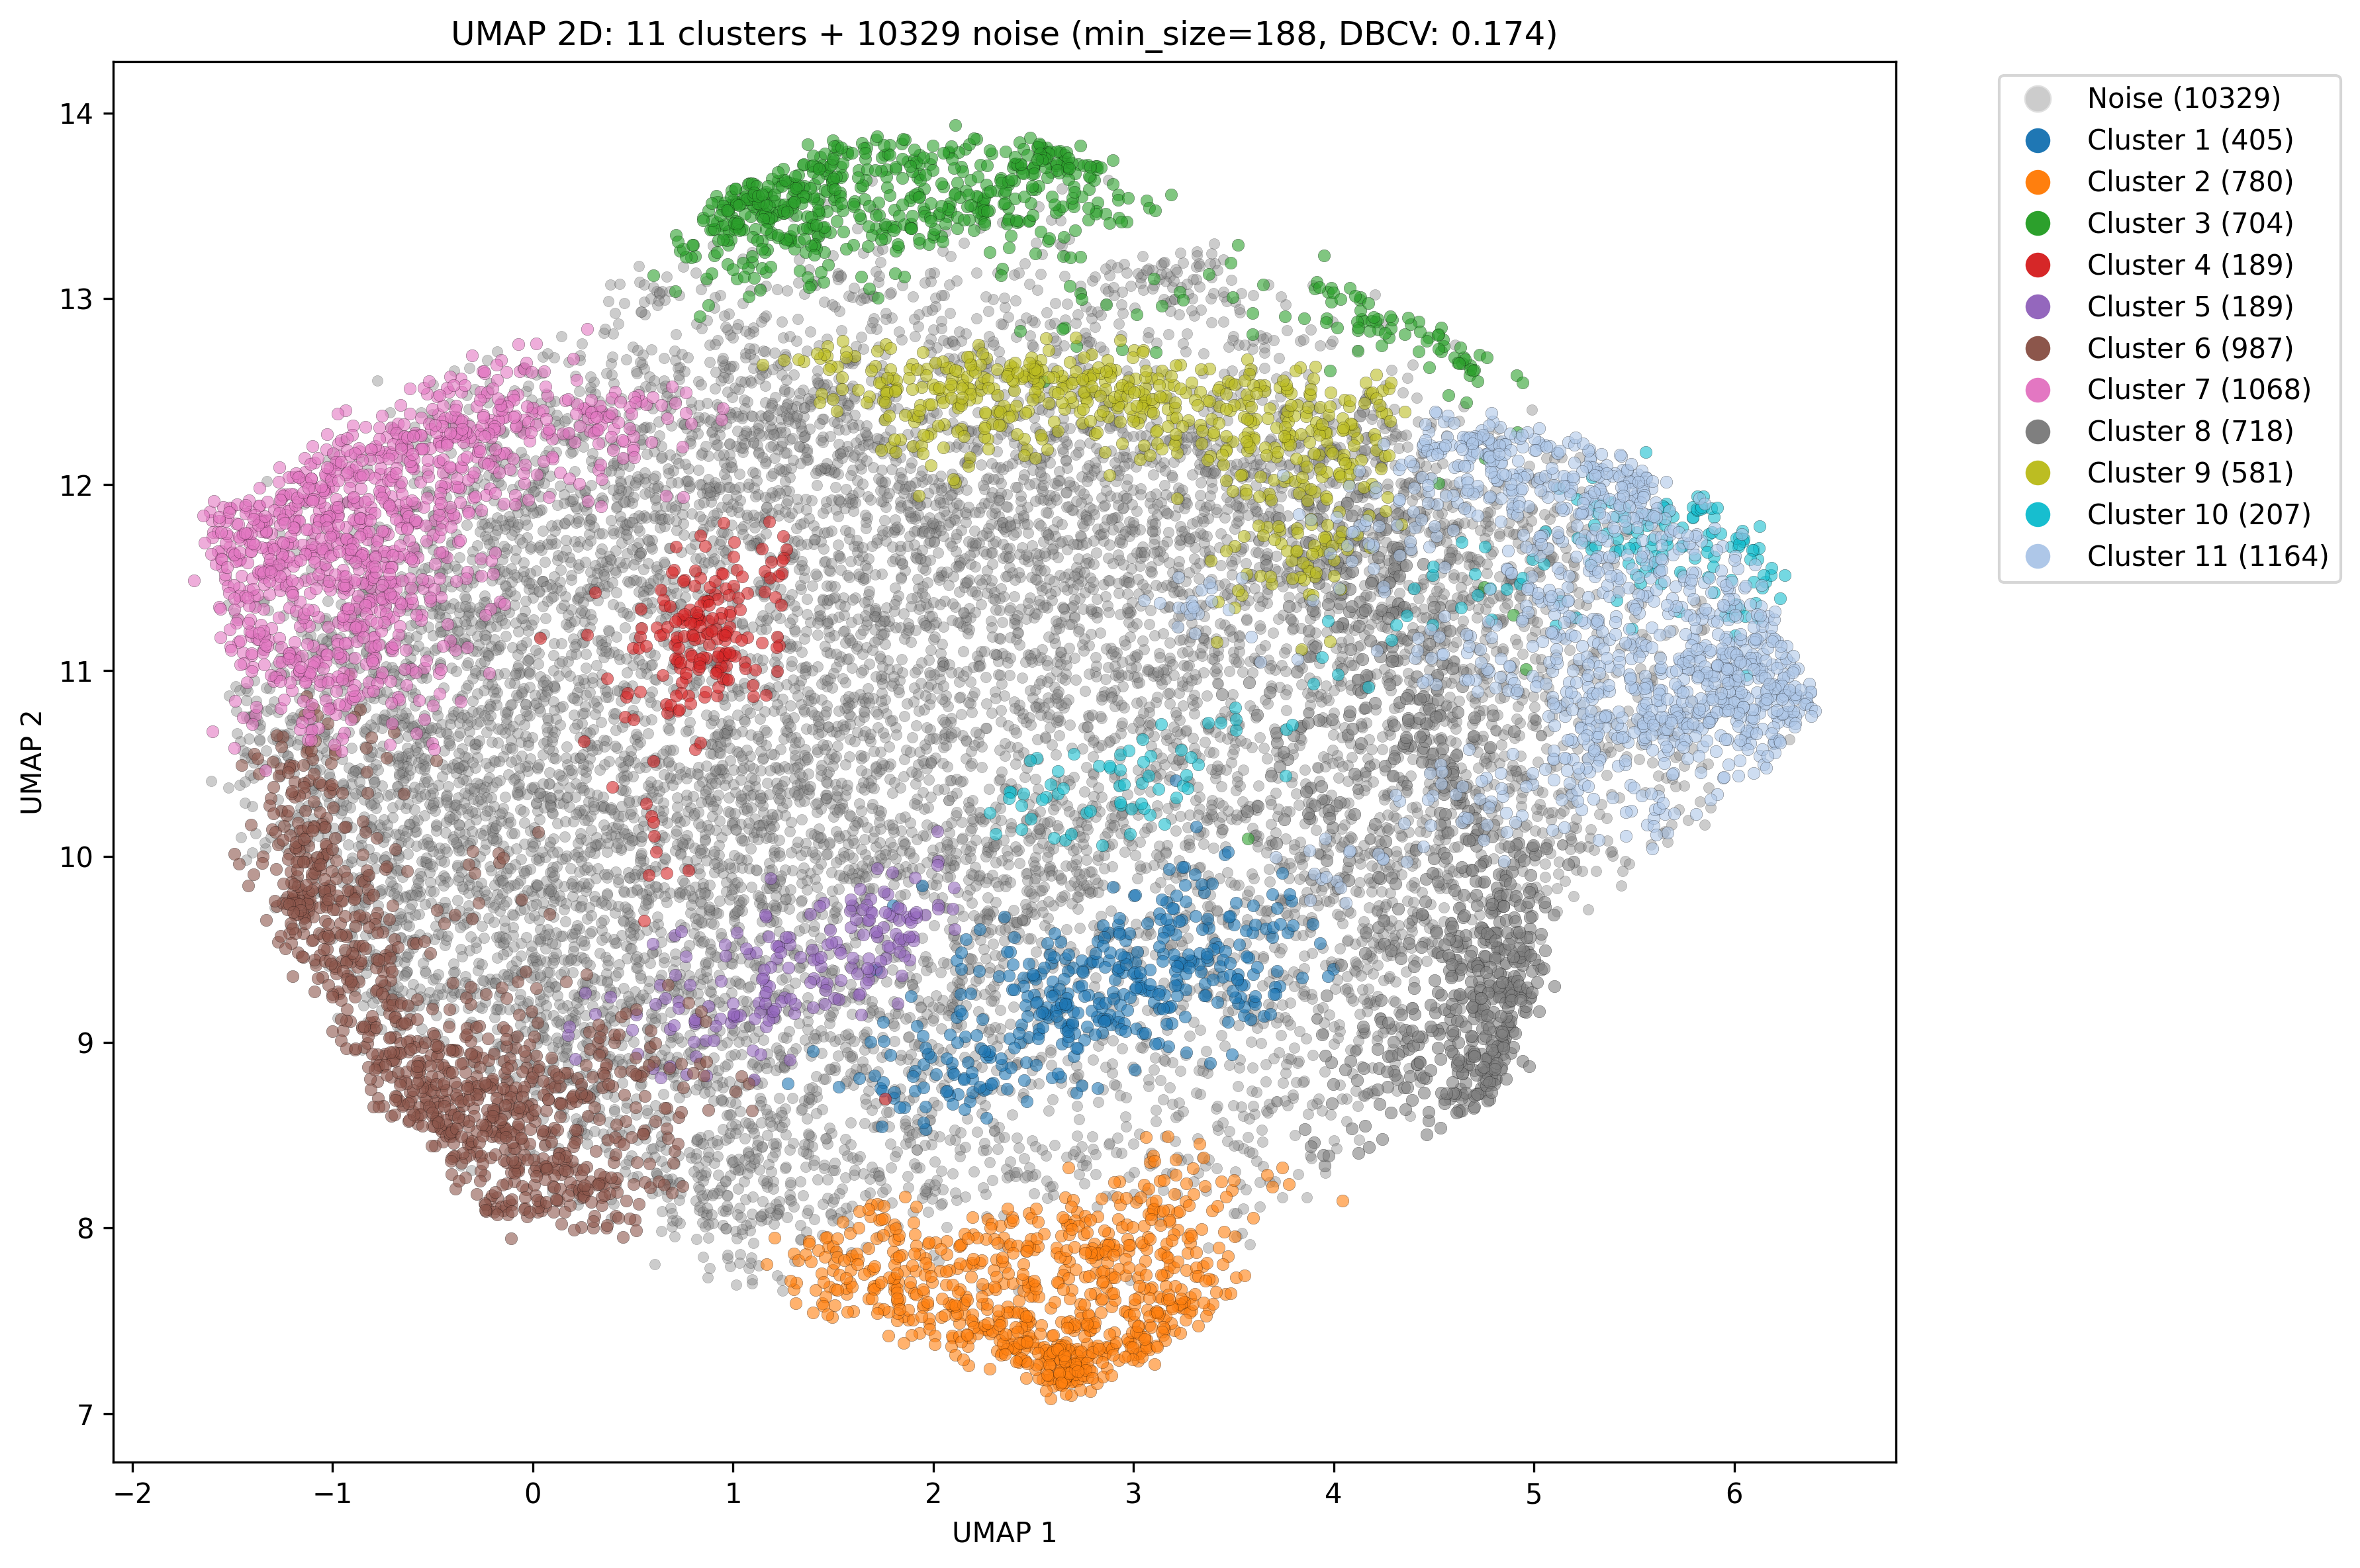 UMAP 2D: 11 clusters + 10329 noise (min_size=188, DBCV: 0.174)
Noise (10329)
Cluster 1 (405)
Cluster 2 (780)
Cluster 3 (704)
Cluster 4 (189)
Cluster 5 (189)
Cluster 6 (987)
Cluster 7 (1068)
Cluster 8 (718)
Cluster 9 (581)
Cluster 10 (207)
Cluster 11 (1164)
UMAP 2
14
13
12
11
10
9
8
7
−2 −1 0 1 2 3 4 5 6
UMAP 1